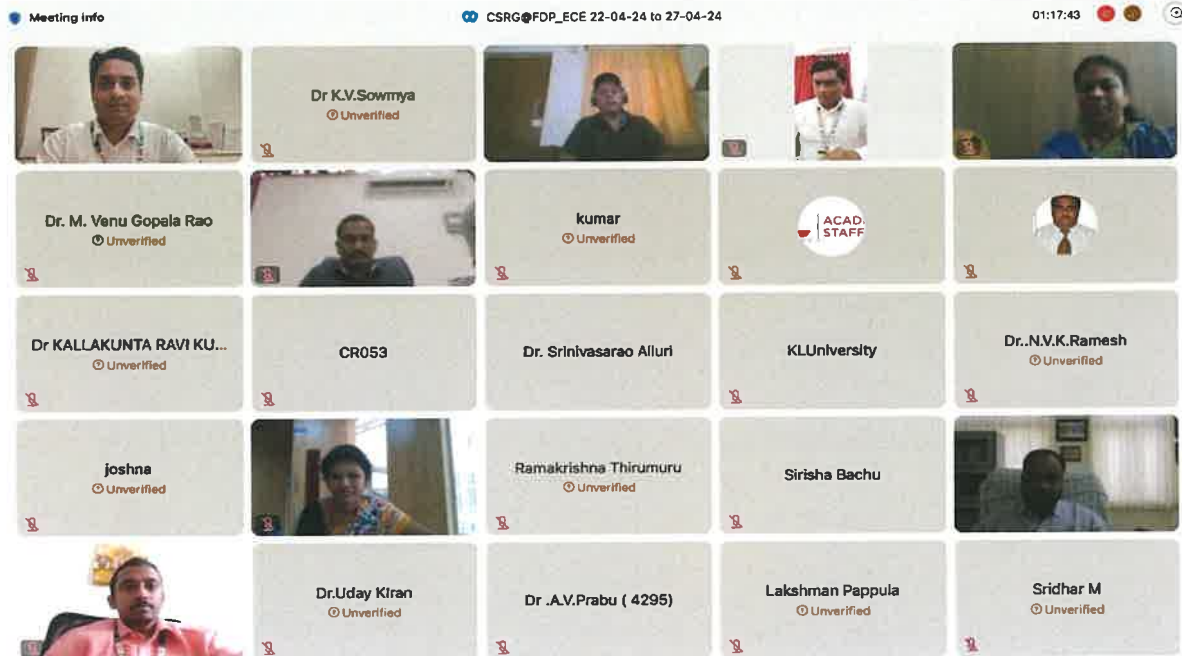 Meeting info
CSRG@FDP_ECE 22-04-24 to 27-04-24
01:17:43
Dr K.V.Sowmya
Unverified
Dr. M. Venu Gopala Rao
Unverified
kumar
Unverified
ACAD
STAFF
Dr KALLAKUNTA RAVI KU...
Unverified
CR053
Dr. Srinivasarao Alluri
KLUniversity
Dr..N.V.K.Ramesh
Unverified
joshna
Unverified
Ramakrishna Thirumuru
Unverified
Sirisha Bachu
Dr.Uday Kiran
Unverified
Dr .A.V.Prabu ( 4295)
Lakshman Pappula
Unverified
Sridhar M
Unverified